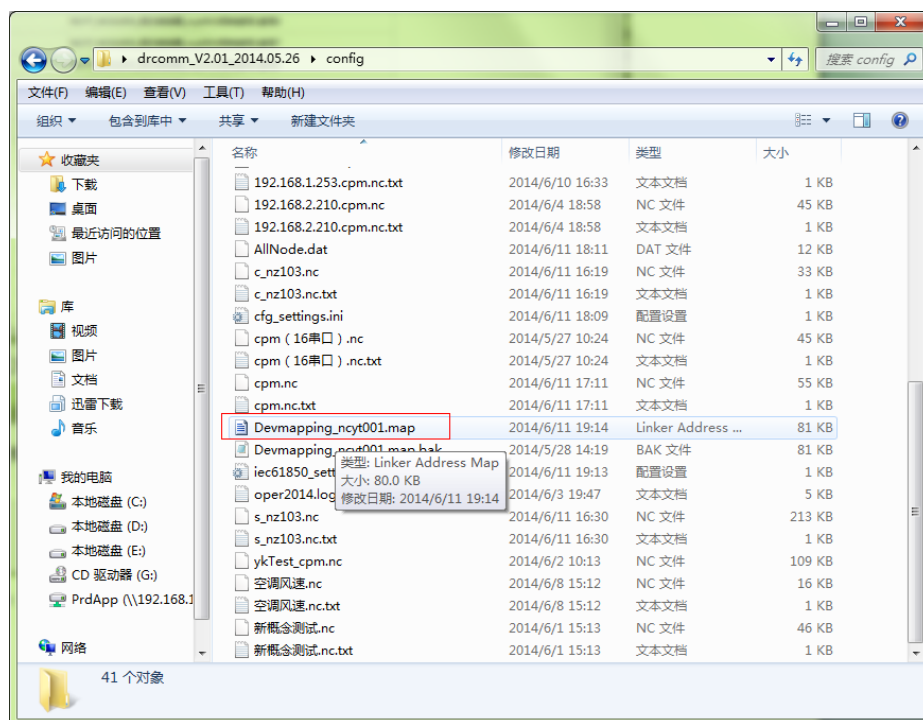 drcomm_V2.01_2014.05.26 ▸ config
搜索 config
文件(F) 编辑(E) 查看(V) 工具(T) 帮助(H)
组织 包含到库中 共享 新建文件夹
收藏夹
下载
桌面
最近访问的位置
图片
库
视频
图片
文档
迅雷下载
音乐
我的电脑
本地磁盘 (C:)
本地磁盘 (D:)
本地磁盘 (E:)
CD 驱动器 (G:)
PrdApp (\\192.168.1
网络
名称 修改日期 类型 大小
192.168.1.253.cpm.nc.txt 2014/6/10 16:33 文本文档 1 KB
192.168.2.210.cpm.nc 2014/6/4 18:58 NC 文件 45 KB
192.168.2.210.cpm.nc.txt 2014/6/4 18:58 文本文档 1 KB
AllNode.dat 2014/6/11 18:11 DAT 文件 12 KB
c_nz103.nc 2014/6/11 16:19 NC 文件 33 KB
c_nz103.nc.txt 2014/6/11 16:19 文本文档 1 KB
cfg_settings.ini 2014/6/11 18:09 配置设置 1 KB
cpm（16串口）.nc 2014/5/27 10:24 NC 文件 45 KB
cpm（16串口）.nc.txt 2014/5/27 10:24 文本文档 1 KB
cpm.nc 2014/6/11 17:11 NC 文件 55 KB
cpm.nc.txt 2014/6/11 17:11 文本文档 1 KB
Devmapping_ncyt001.map 2014/6/11 19:14 Linker Address ... 81 KB
Devmapping_ncyt001.map.bak 2014/5/28 14:19 BAK 文件 81 KB
iec61850_sett 2014/6/11 19:13 配置设置 1 KB
oper2014.log 2014/6/3 19:47 文本文档 5 KB
s_nz103.nc 2014/6/11 16:30 NC 文件 213 KB
s_nz103.nc.txt 2014/6/11 16:30 文本文档 1 KB
ykTest_cpm.nc 2014/6/2 10:13 NC 文件 109 KB
空调风速.nc 2014/6/8 15:12 NC 文件 16 KB
空调风速.nc.txt 2014/6/8 15:12 文本文档 1 KB
新概念测试.nc 2014/6/1 15:13 NC 文件 46 KB
新概念测试.nc.txt 2014/6/1 15:13 文本文档 1 KB
类型: Linker Address Map
大小: 80.0 KB
修改日期: 2014/6/11 19:14
41 个对象